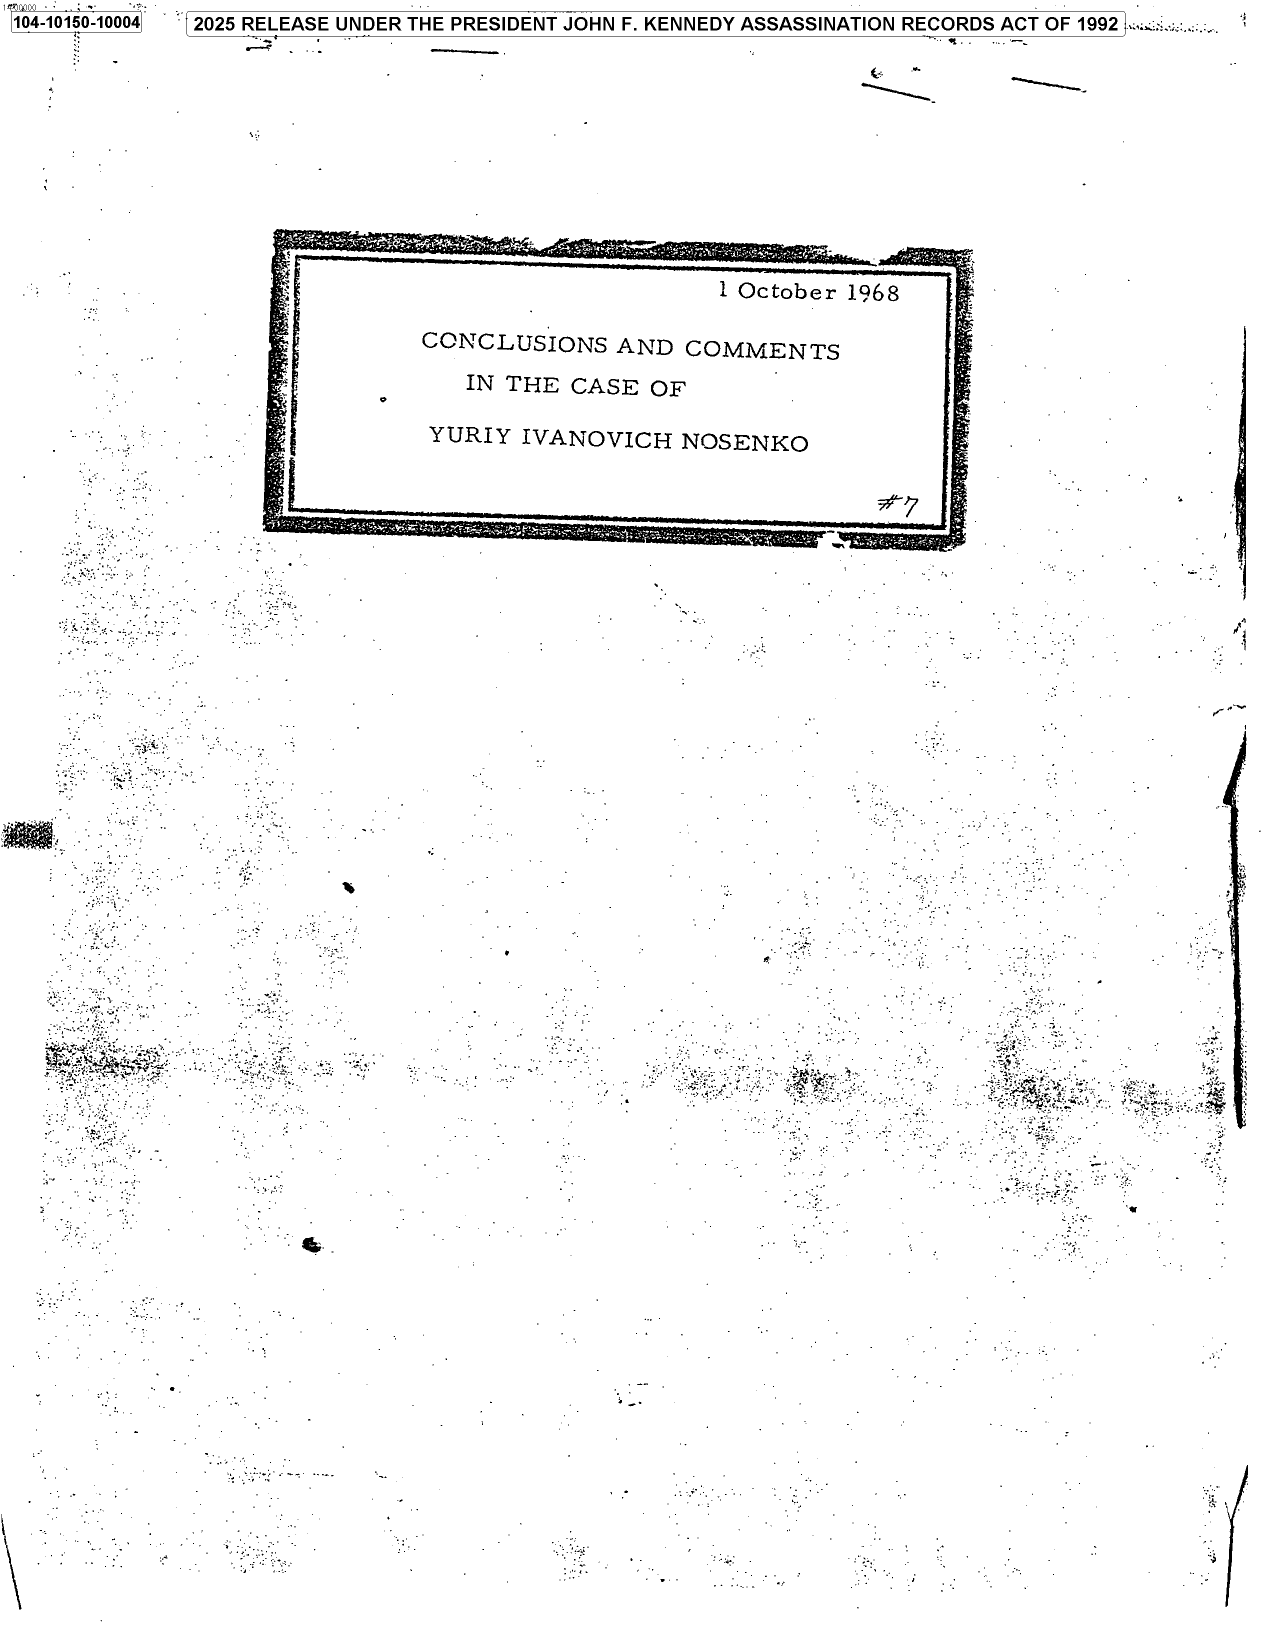 104-10150-10004
2025 RELEASE UNDER THE PRESIDENT JOHN F. KENNEDY ASSASSINATION RECORDS ACT OF 1992
1 October 1968
CONCLUSIONS AND COMMENTS
IN THE CASE OF
YURIY IVANOVICH NOSENKO
#7